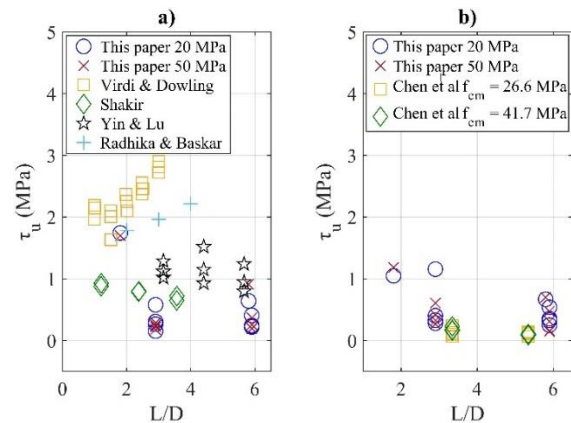 a)
5
4
3
2
1
0
τu (MPa)
This paper 20 MPa
This paper 50 MPa
Virdi & Dowling
Shakir
Yin & Lu
Radhika & Baskar
0 2 4 6
L/D
b)
5
4
3
2
1
0
τu (MPa)
This paper 20 MPa
This paper 50 MPa
Chen et al fcm = 26.6 MPa
Chen et al fcm = 41.7 MPa
2 4 6
L/D